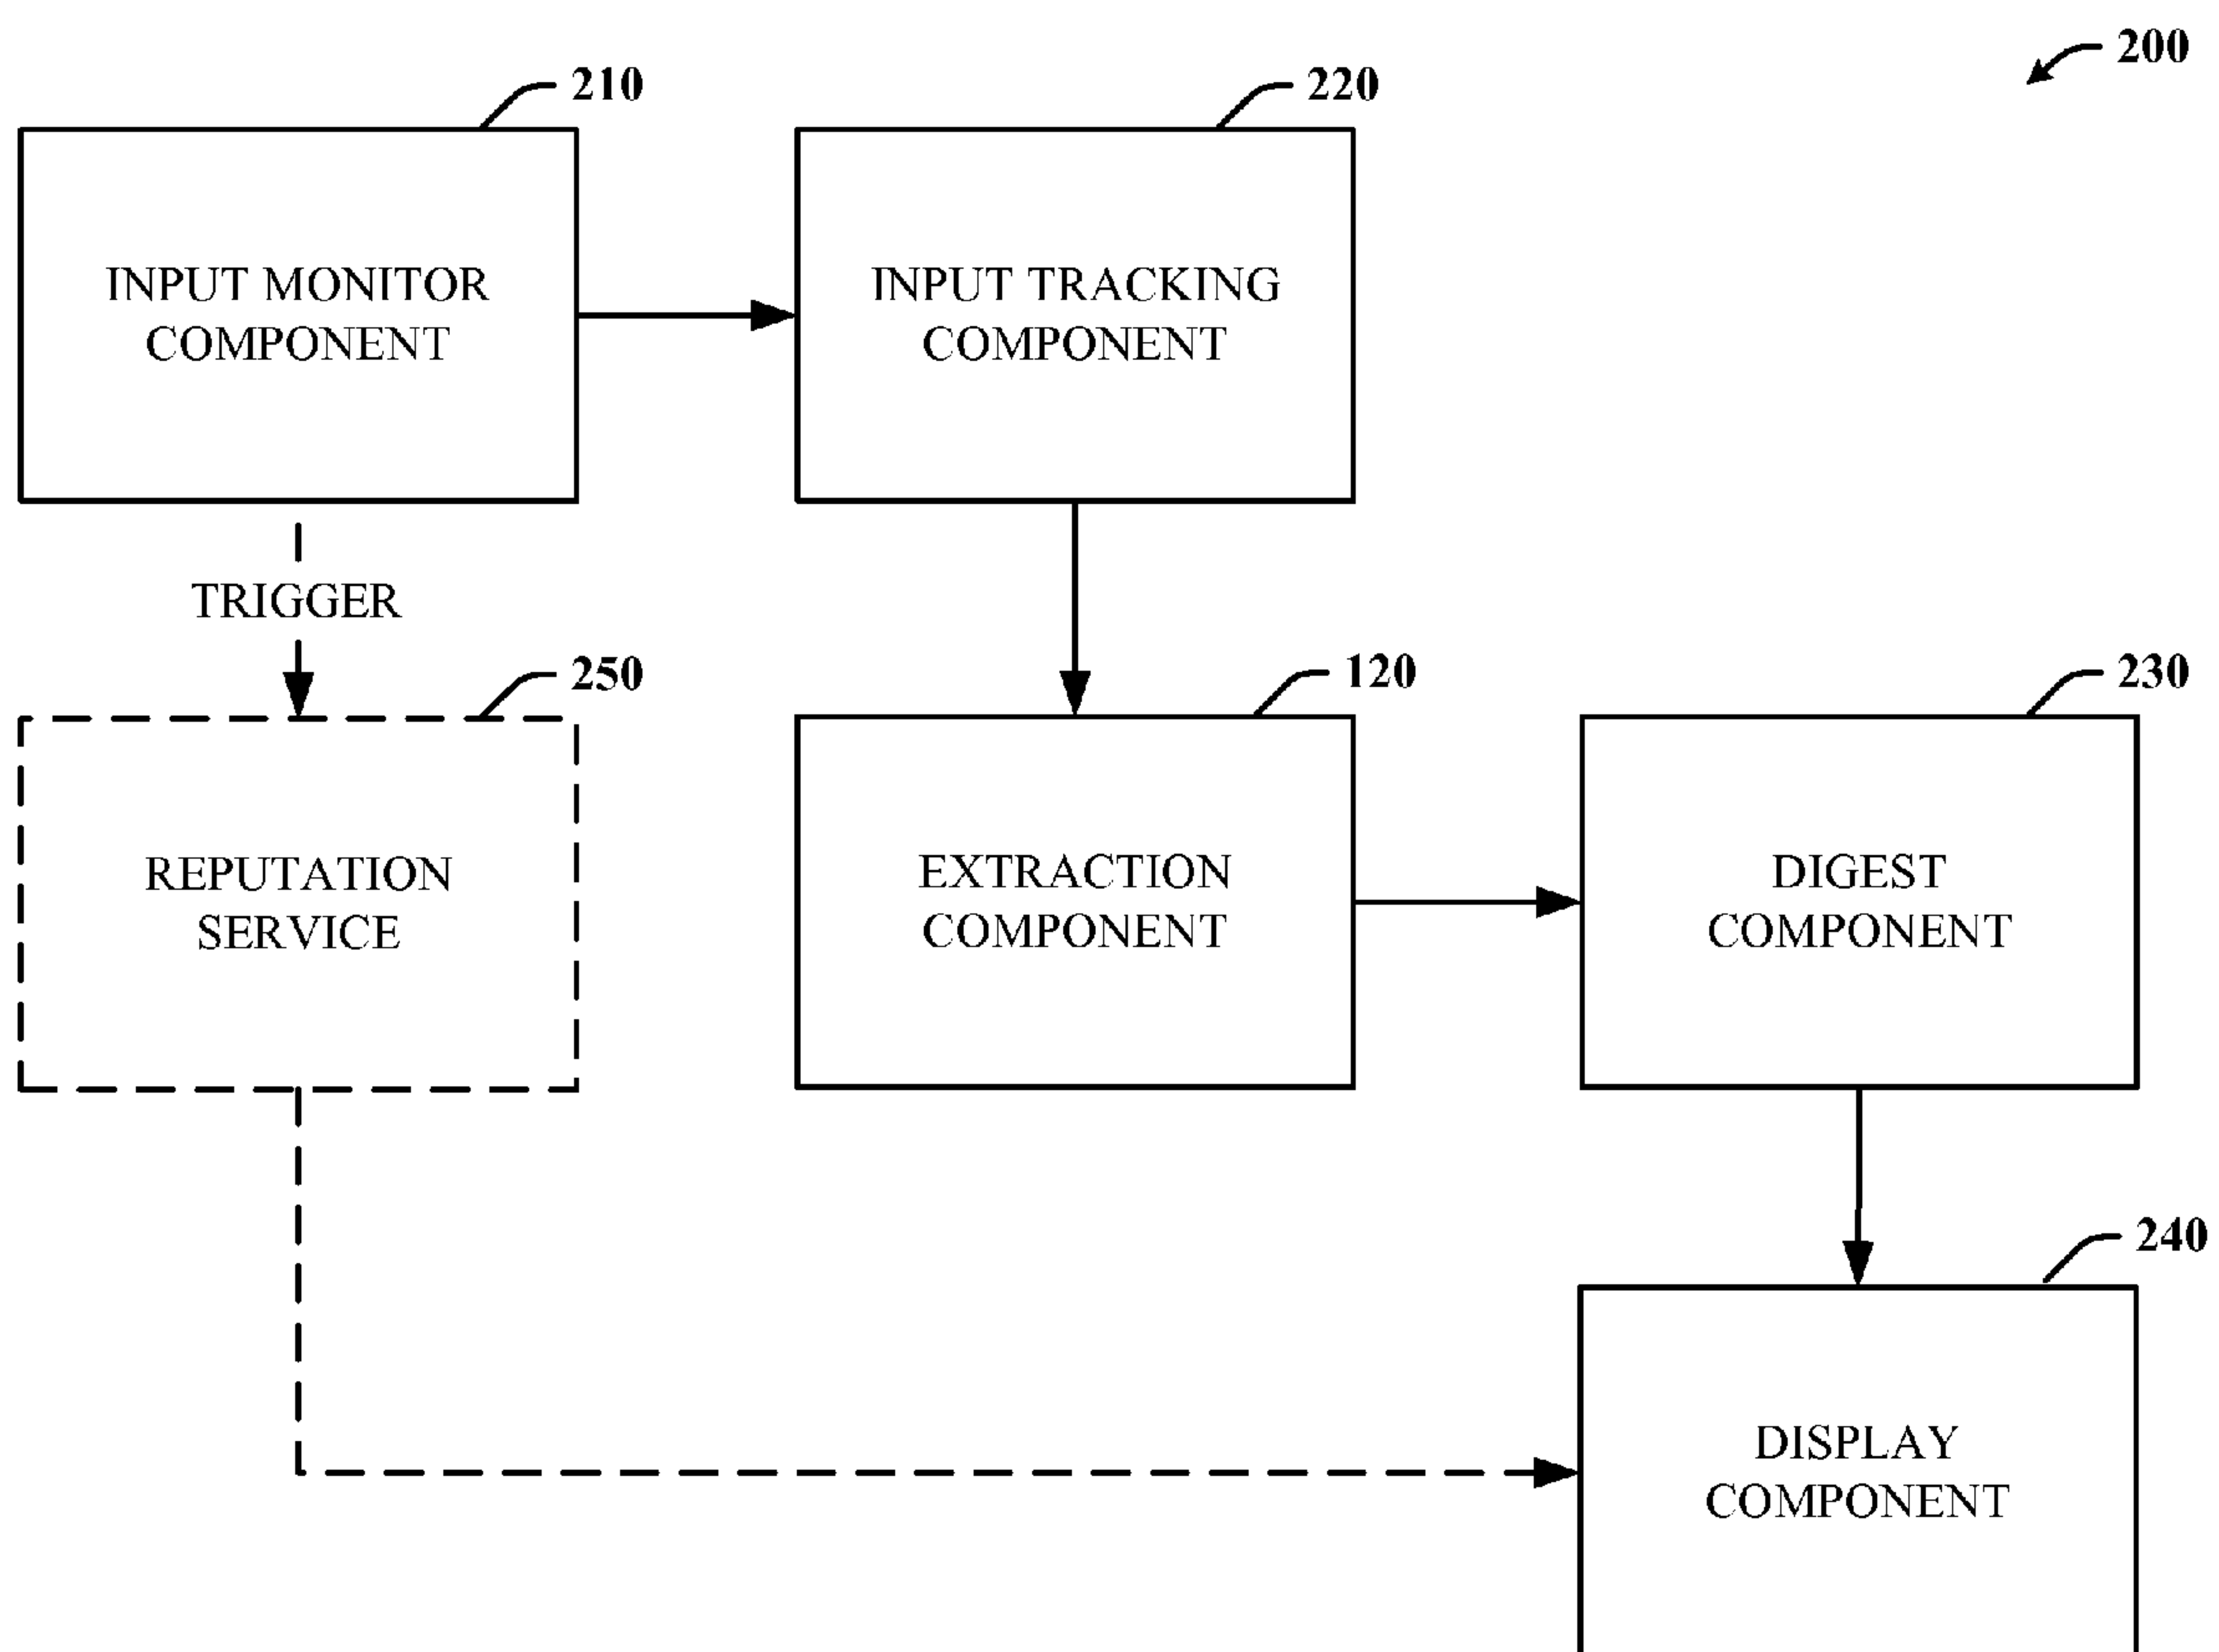 200
210
220
INPUT MONITOR
COMPONENT
INPUT TRACKING
COMPONENT
TRIGGER
250
120
230
REPUTATION
SERVICE
EXTRACTION
COMPONENT
DIGEST
COMPONENT
240
DISPLAY
COMPONENT